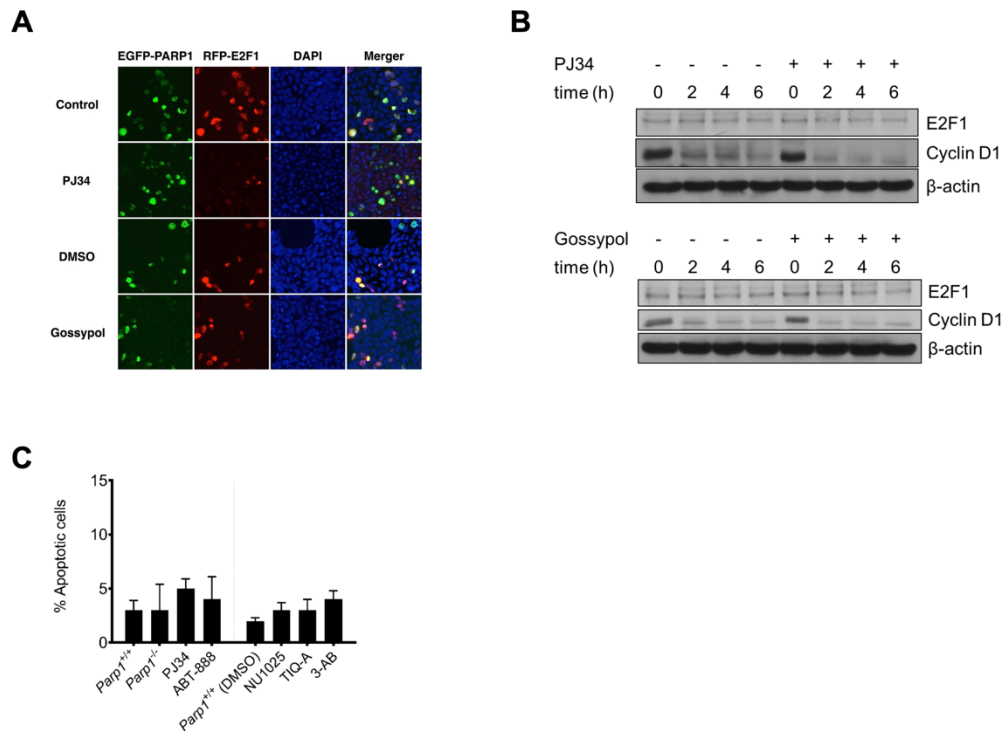 A
EGFP-PARP1 RFP-E2F1 DAPI Merger
Control
PJ34
DMSO
Gossypol
B
PJ34 - - - - + + + +
time (h) 0 2 4 6 0 2 4 6
E2F1
Cyclin D1
β-actin
Gossypol - - - - + + + +
time (h) 0 2 4 6 0 2 4 6
E2F1
Cyclin D1
β-actin
C
% Apoptotic cells
15
10
5
0
Parp1+/+
Parp1-/-
PJ34
ABT-888
Parp1+/+ (DMSO)
NU1025
TIQ-A
3-AB